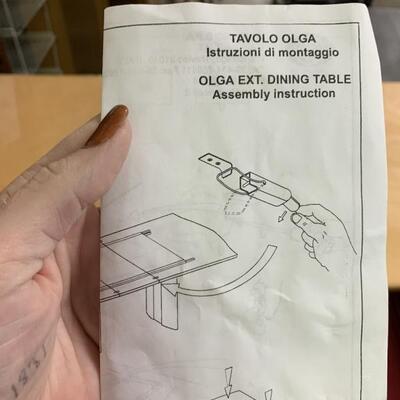 TAVOLO OLGA
Istruzioni di montaggio
OLGA EXT. DINING TABLE
Assembly instruction